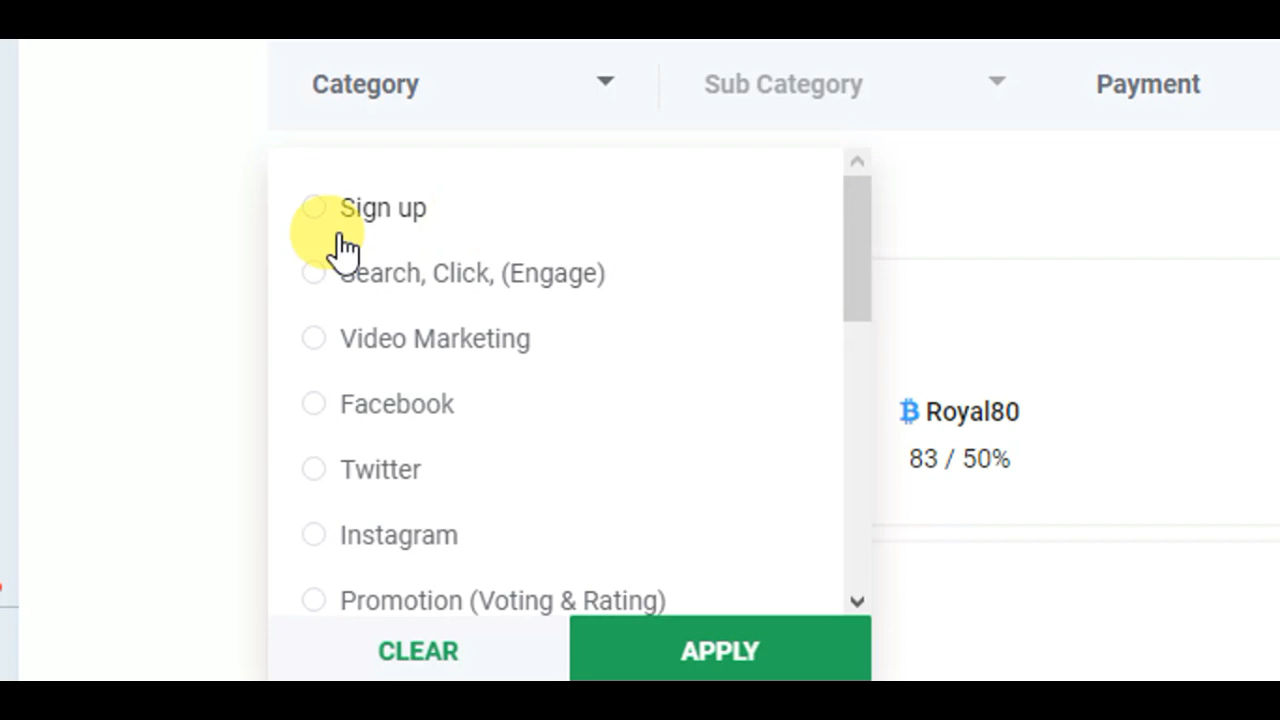 Category
Sub Category
Payment
Sign up
Search, Click, (Engage)
Video Marketing
Facebook
Twitter
Instagram
Promotion (Voting & Rating)
CLEAR
APPLY
Royal80
83 / 50%